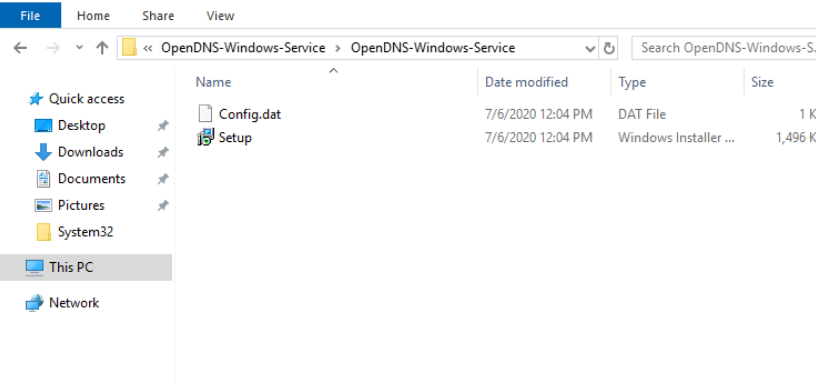 File Home Share View
« OpenDNS-Windows-Service › OpenDNS-Windows-Service Search OpenDNS-Windows-S...
Name Date modified Type Size
Quick access
Config.dat 7/6/2020 12:04 PM DAT File 1 K
Desktop
Setup 7/6/2020 12:04 PM Windows Installer ... 1,496 K
Downloads
Documents
Pictures
System32
This PC
Network